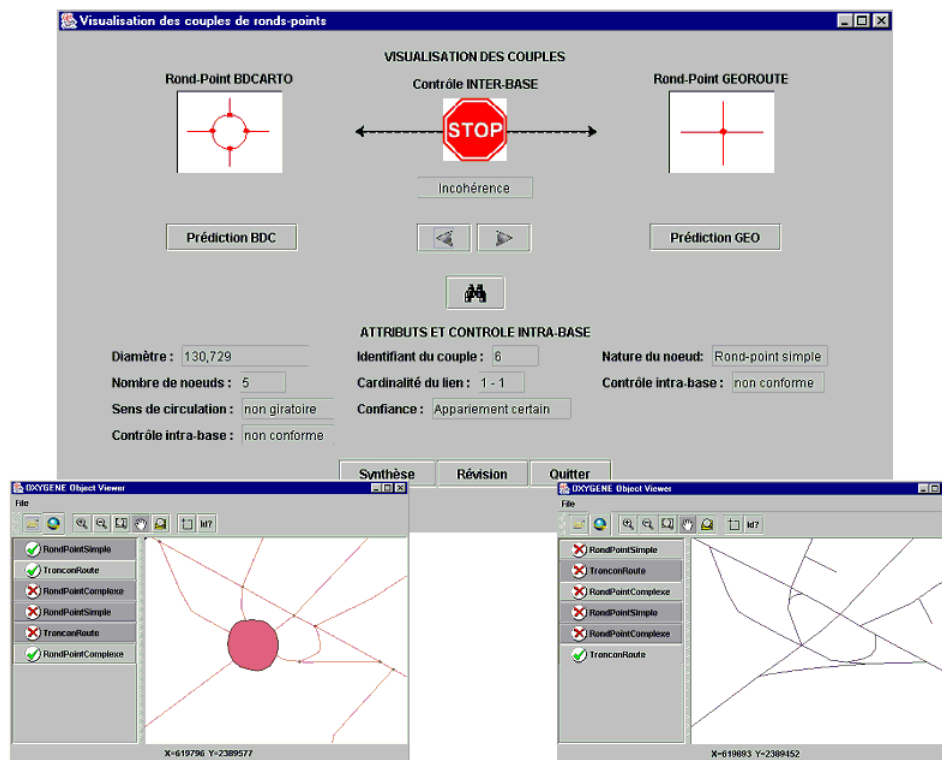 Visualisation des couples de ronds-points
VISUALISATION DES COUPLES
Rond-Point BDCARTO
Contrôle INTER-BASE
Rond-Point GEOROUTE
STOP
Incohérence
Prédiction BDC
Prédiction GEO
ATTRIBUTS ET CONTROLE INTRA-BASE
Diamètre : 130,729
Identifiant du couple : 6
Nature du noeud: Rond-point simple
Nombre de noeuds : 5
Cardinalité du lien : 1 - 1
Contrôle intra-base : non conforme
Sens de circulation : non giratoire
Confiance : Appariement certain
Contrôle intra-base : non conforme
Synthèse
Révision
Quitter
OXYGENE Object Viewer
File
Id?
RondPointSimple
TronconRoute
RondPointComplexe
RondPointSimple
TronconRoute
RondPointComplexe
X=619796 Y=2389577
OXYGENE Object Viewer
File
Id?
RondPointSimple
TronconRoute
RondPointComplexe
RondPointSimple
RondPointComplexe
TronconRoute
X=619893 Y=2389452